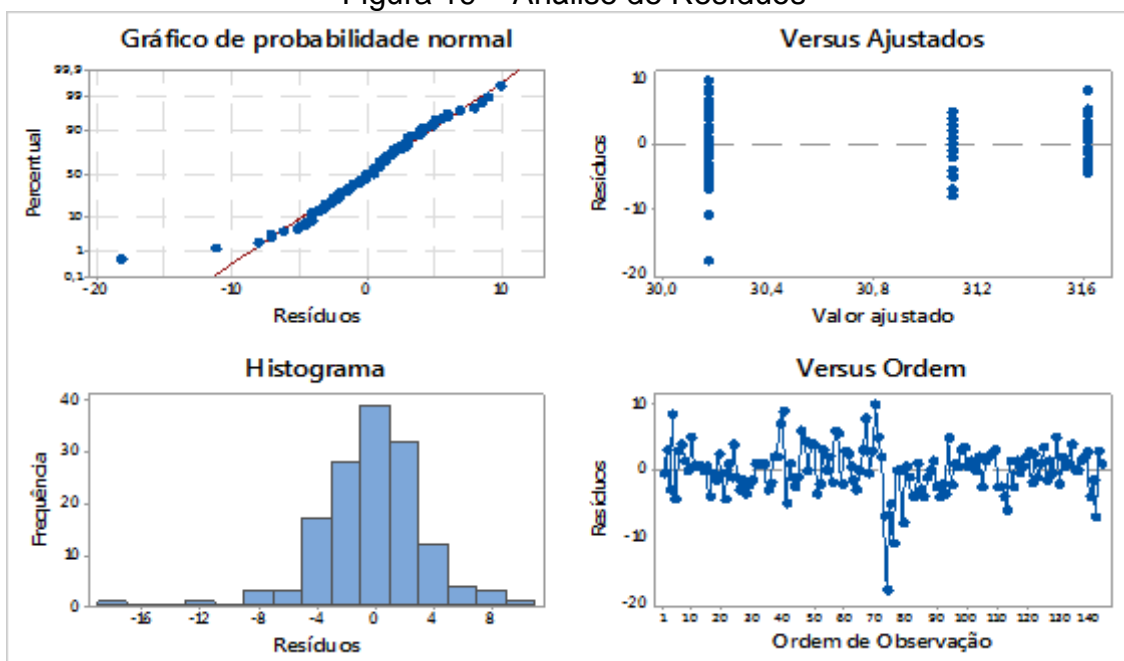 Figura 10 – Análise de Resíduos
Gráfico de probabilidade normal
99,9
99
90
50
10
1
0,1
Percentual
-20 -10 0 10
Resíduos
Versus Ajustados
10
0
-10
-20
Resíduos
30,0 30,4 30,8 31,2 31,6
Valor ajustado
Histograma
40
30
20
10
0
Frequência
-16 -12 -8 -4 0 4 8
Resíduos
Versus Ordem
10
0
-10
-20
Resíduos
1 10 20 30 40 50 60 70 80 90 100 110 120 130 140
Ordem de Observação